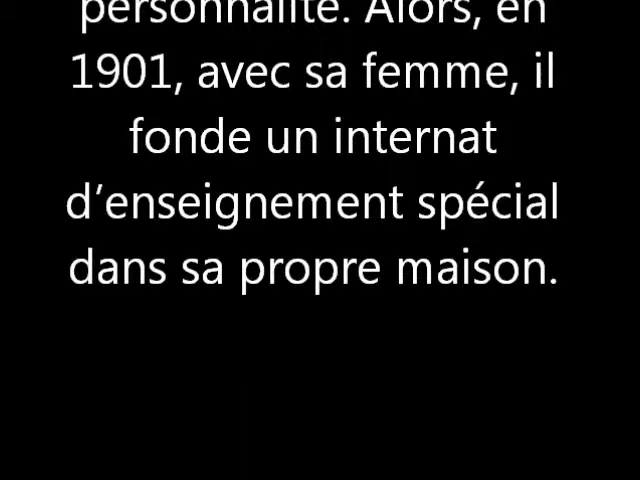 personnalité. Alors, en
1901, avec sa femme, il
fonde un internat
d’enseignement spécial
dans sa propre maison.